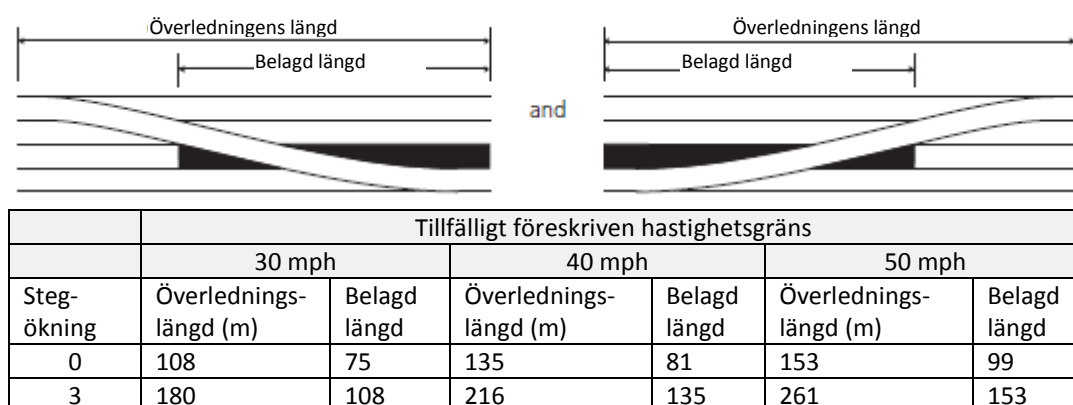 Överledningens längd Överledningens längd
Belagd längd Belagd längd
and
Tillfälligt föreskriven hastighetsgräns
30 mph 40 mph 50 mph
Steg- Överlednings- Belagd Överlednings- Belagd Överlednings- Belagd
ökning längd (m) längd längd (m) längd längd (m) längd
0 108 75 135 81 153 99
3 180 108 216 135 261 153